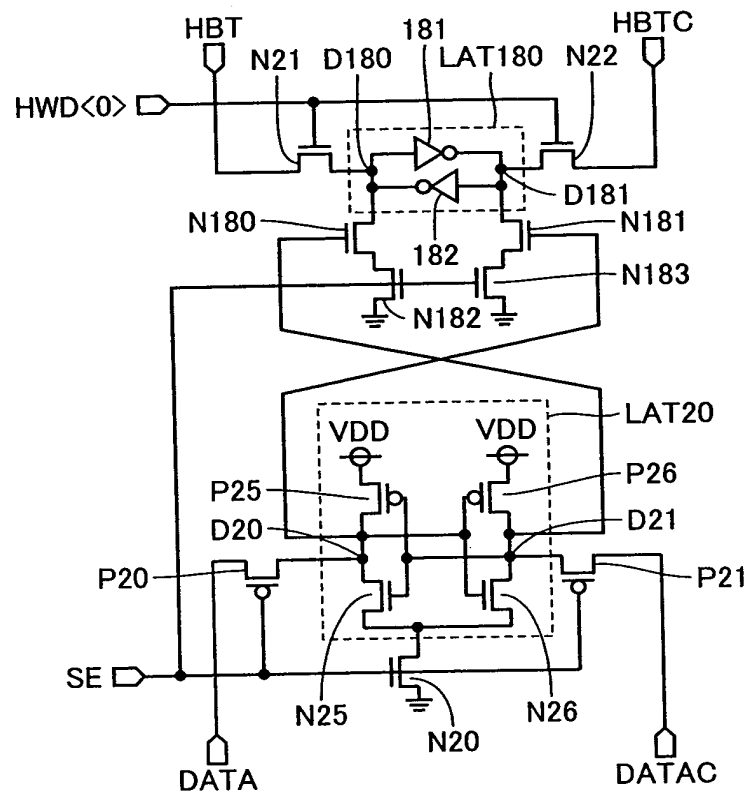 HBT
181
HBTC
N21
D180
LAT180
N22
HWD<0>
D181
N180
182
N181
N183
N182
LAT20
VDD
VDD
P25
P26
D20
D21
P20
P21
SE
N25
N20
N26
DATA
DATAC